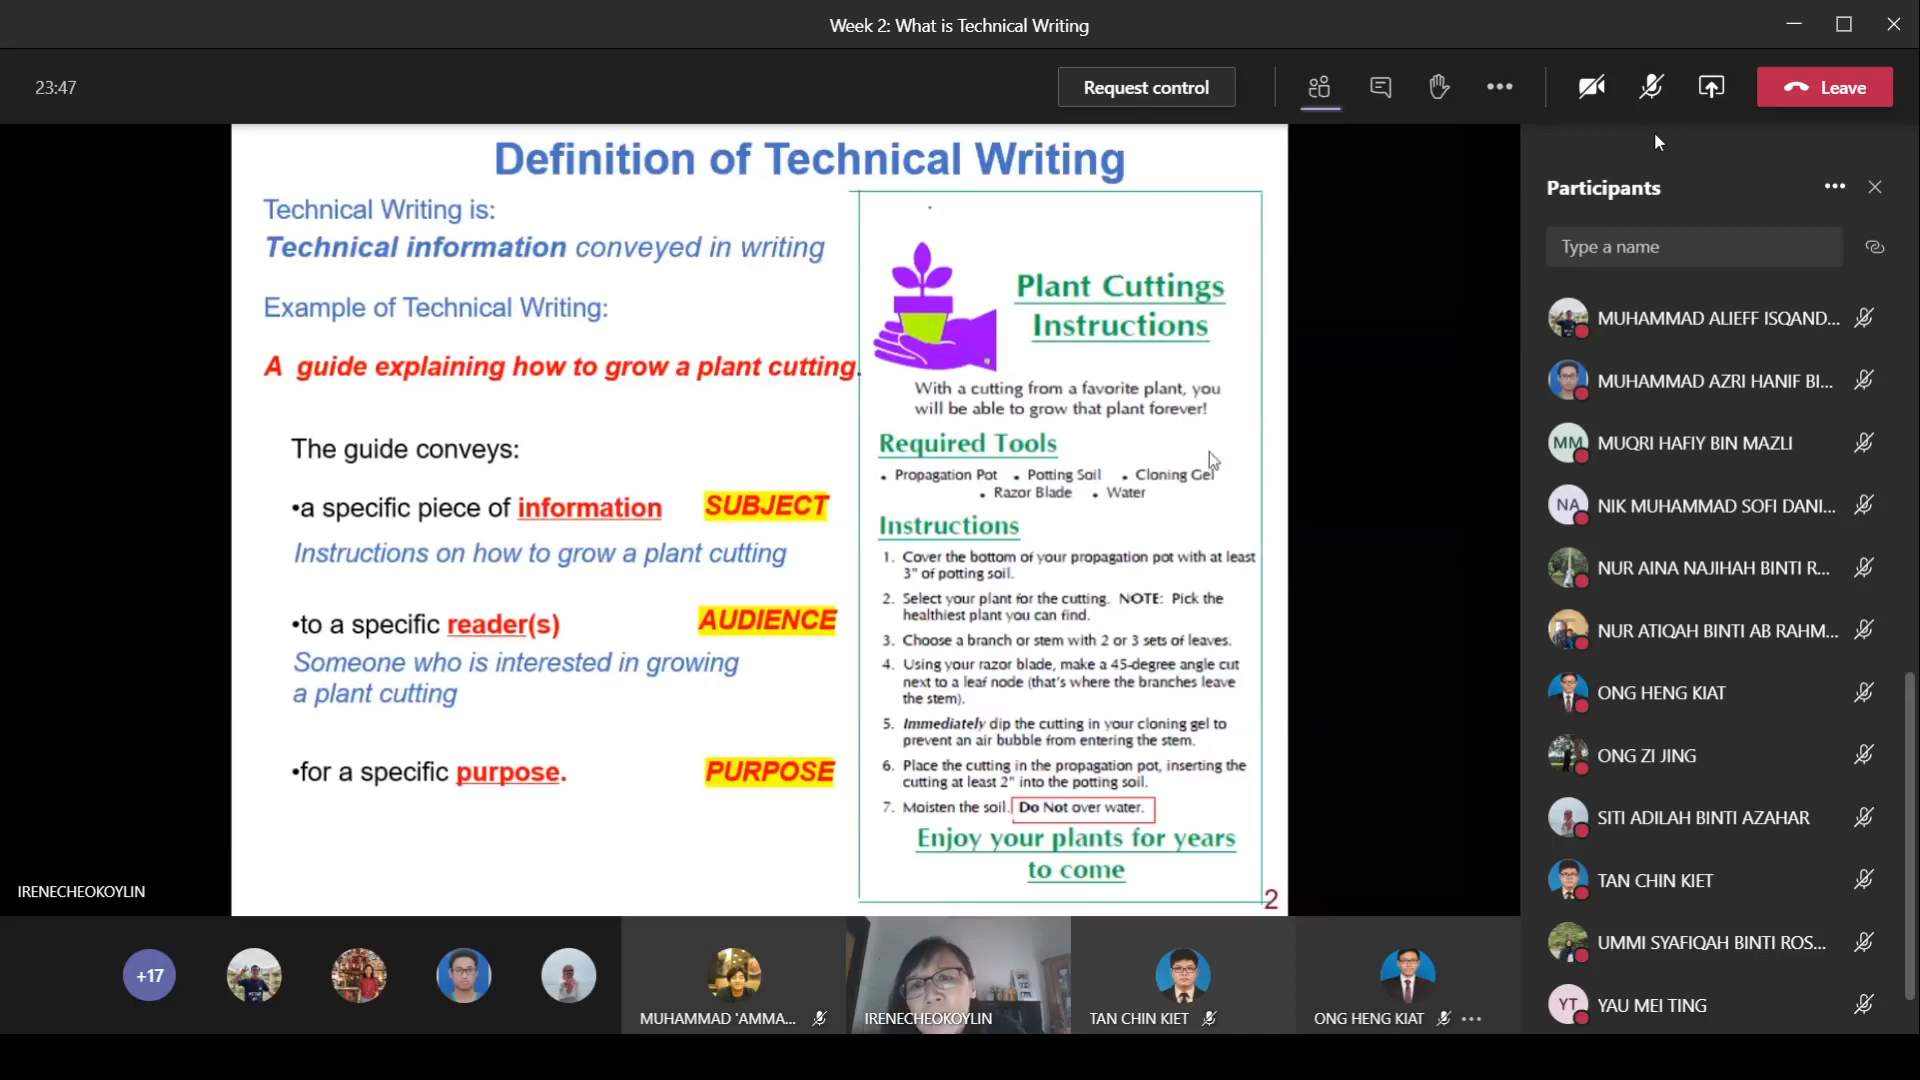 Week 2: What is Technical Writing
23:47
Request control
Leave
Definition of Technical Writing
Technical Writing is:
Technical information conveyed in writing
Example of Technical Writing:
A guide explaining how to grow a plant cutting.
The guide conveys:
•a specific piece of information SUBJECT
Instructions on how to grow a plant cutting
•to a specific reader(s) AUDIENCE
Someone who is interested in growing
a plant cutting
•for a specific purpose. PURPOSE
Plant Cuttings
Instructions
With a cutting from a favorite plant, you
will be able to grow that plant forever!
Required Tools
• Propagation Pot • Potting Soil • Cloning Gel
• Razor Blade • Water
Instructions
1. Cover the bottom of your propagation pot with at least
3" of potting soil.
2. Select your plant for the cutting. NOTE: Pick the
healthiest plant you can find.
3. Choose a branch or stem with 2 or 3 sets of leaves.
4. Using your razor blade, make a 45-degree angle cut
next to a leaf node (that's where the branches leave
the stem).
5. Immediately dip the cutting in your cloning gel to
prevent an air bubble from entering the stem.
6. Place the cutting in the propagation pot, inserting the
cutting at least 2" into the potting soil.
7. Moisten the soil. Do Not over water.
Enjoy your plants for years
to come
2
IRENECHEOKOYLIN
Participants
Type a name
MUHAMMAD ALIEFF ISQAND...
MUHAMMAD AZRI HANIF BI...
MM MUQRI HAFIY BIN MAZLI
NA NIK MUHAMMAD SOFI DANI...
NUR AINA NAJIHAH BINTI R...
NUR ATIQAH BINTI AB RAHM...
ONG HENG KIAT
ONG ZI JING
SITI ADILAH BINTI AZAHAR
TAN CHIN KIET
UMMI SYAFIQAH BINTI ROS...
YT YAU MEI TING
+17
MUHAMMAD 'AMMA...
IRENECHEOKOYLIN
TAN CHIN KIET
ONG HENG KIAT